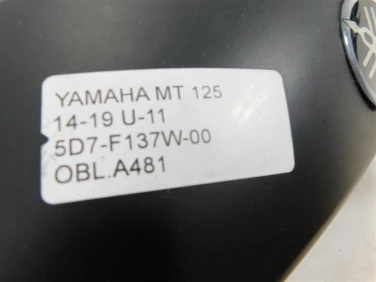 YAMAHA MT 125
14-19 U-11
5D7-F137W-00
OBL.A481